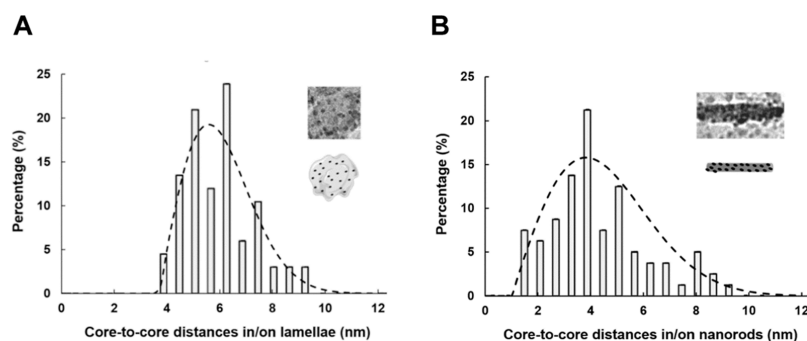 A
25
20
15
10
5
0
Percentage (%)
0 2 4 6 8 10 12
Core-to-core distances in/on lamellae (nm)
B
25
20
15
10
5
0
Percentage (%)
0 2 4 6 8 10 12
Core-to-core distances in/on nanorods (nm)